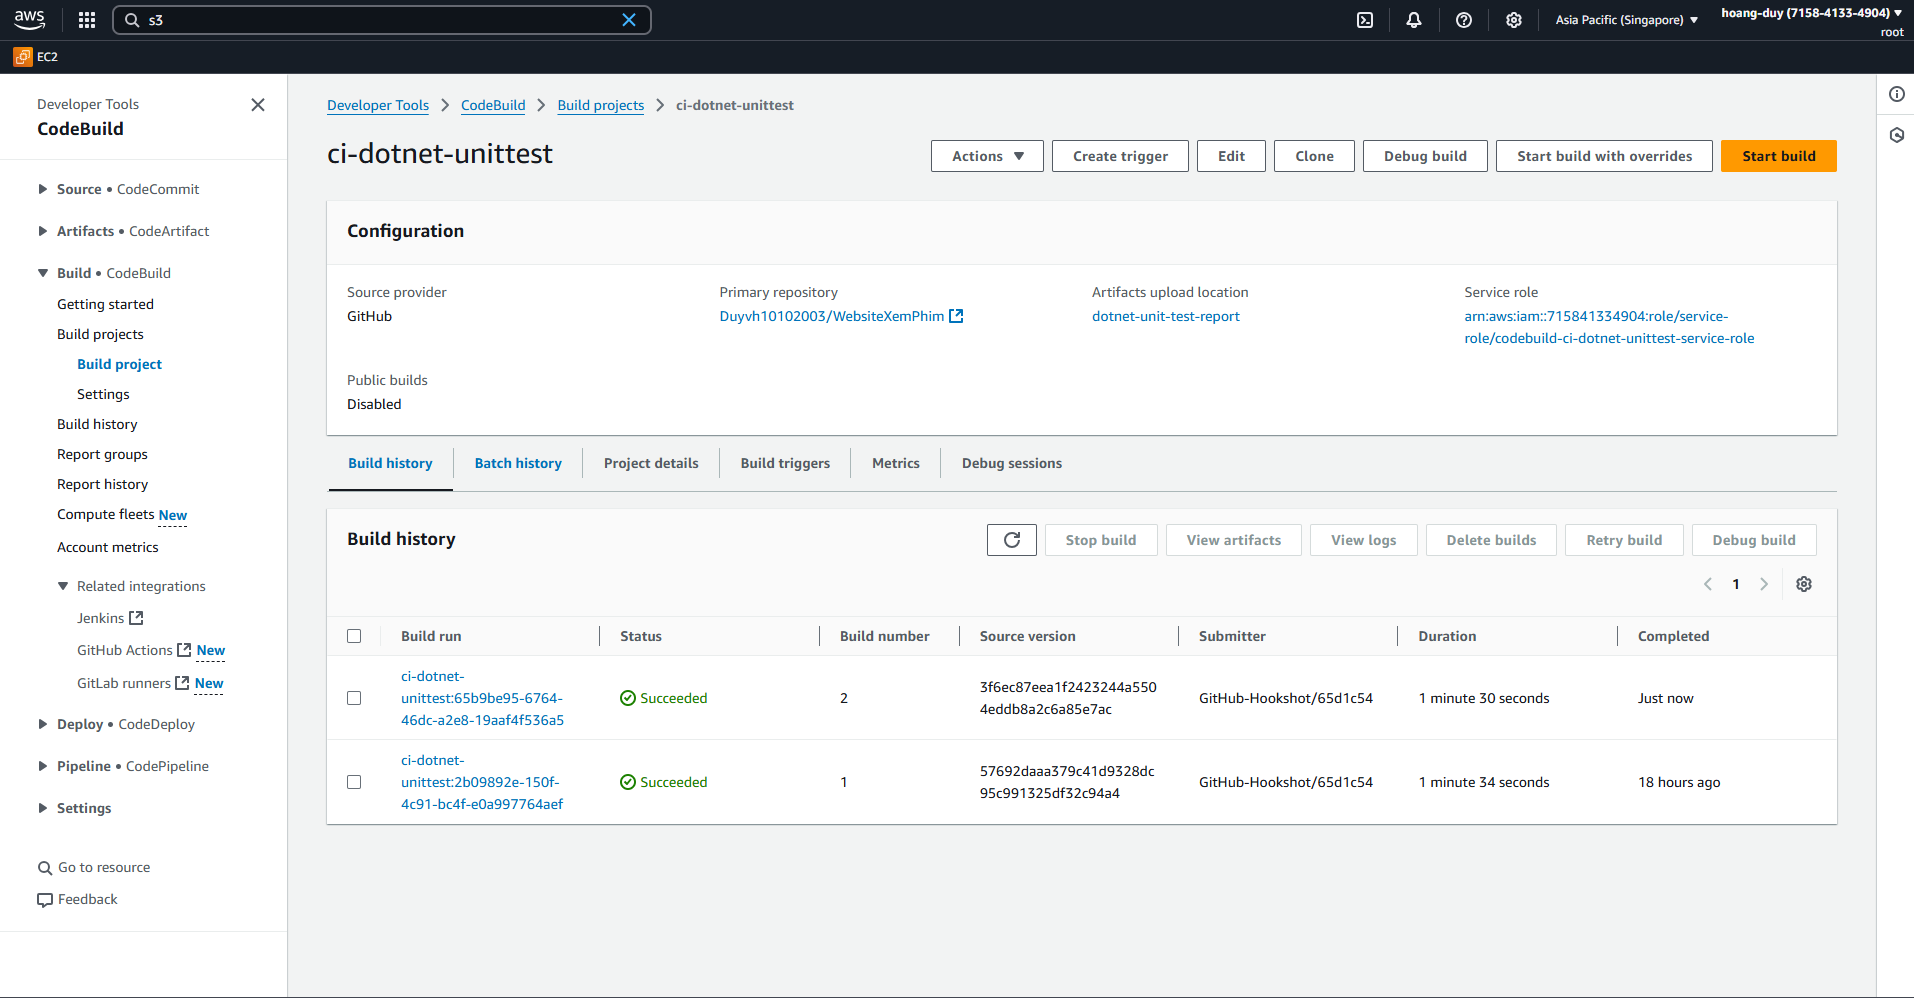 aws
s3
Asia Pacific (Singapore)
hoang-duy (7158-4133-4904)
root
EC2
Developer Tools
CodeBuild
Source • CodeCommit
Artifacts • CodeArtifact
Build • CodeBuild
Getting started
Build projects
Build project
Settings
Build history
Report groups
Report history
Compute fleets New
Account metrics
Related integrations
Jenkins
GitHub Actions New
GitLab runners New
Deploy • CodeDeploy
Pipeline • CodePipeline
Settings
Go to resource
Feedback
Developer Tools > CodeBuild > Build projects > ci-dotnet-unittest
ci-dotnet-unittest
Actions Create trigger Edit Clone Debug build Start build with overrides Start build
Configuration
Source provider
GitHub
Primary repository
Duyvh10102003/WebsiteXemPhim
Artifacts upload location
dotnet-unit-test-report
Service role
arn:aws:iam::715841334904:role/service-
role/codebuild-ci-dotnet-unittest-service-role
Public builds
Disabled
Build history Batch history Project details Build triggers Metrics Debug sessions
Build history
Stop build View artifacts View logs Delete builds Retry build Debug build
1
Build run Status Build number Source version Submitter Duration Completed
ci-dotnet-
unittest:65b9be95-6764-
46dc-a2e8-19aaf4f536a5
Succeeded
2
3f6ec87eea1f2423244a550
4eddb8a2c6a85e7ac
GitHub-Hookshot/65d1c54
1 minute 30 seconds
Just now
ci-dotnet-
unittest:2b09892e-150f-
4c91-bc4f-e0a997764aef
Succeeded
1
57692daaa379c41d9328dc
95c991325df32c94a4
GitHub-Hookshot/65d1c54
1 minute 34 seconds
18 hours ago